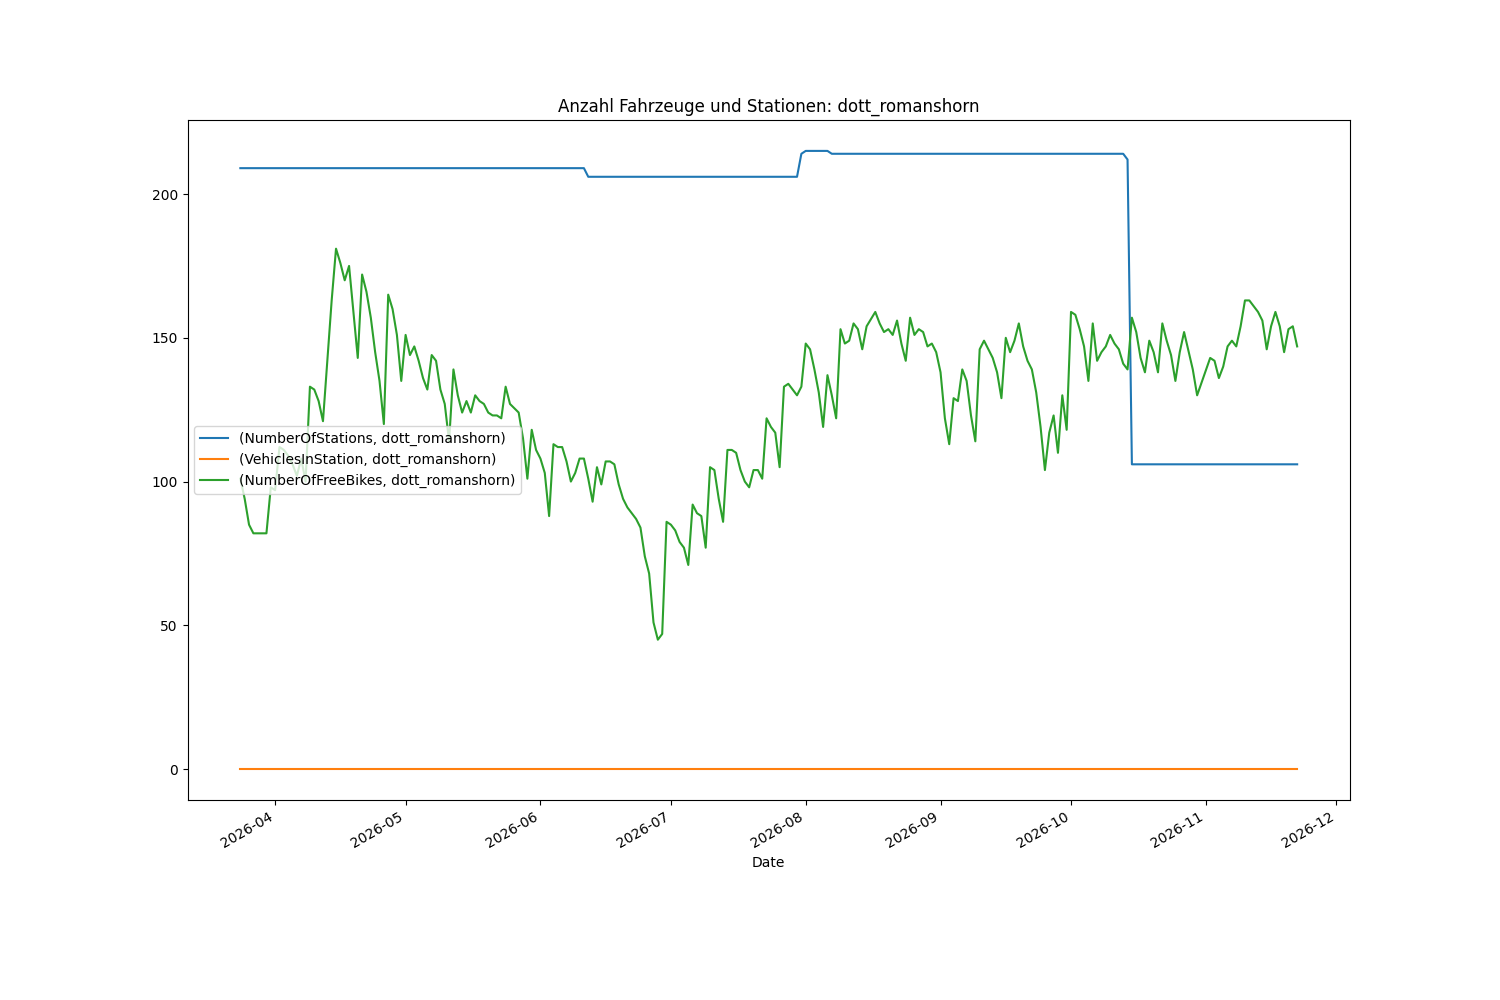 Anzahl Fahrzeuge und Stationen: dott_romanshorn
200
150
100
50
0
(NumberOfStations, dott_romanshorn)
(VehiclesInStation, dott_romanshorn)
(NumberOfFreeBikes, dott_romanshorn)
2026-04
2026-05
2026-06
2026-07
2026-08
2026-09
2026-10
2026-11
2026-12
Date